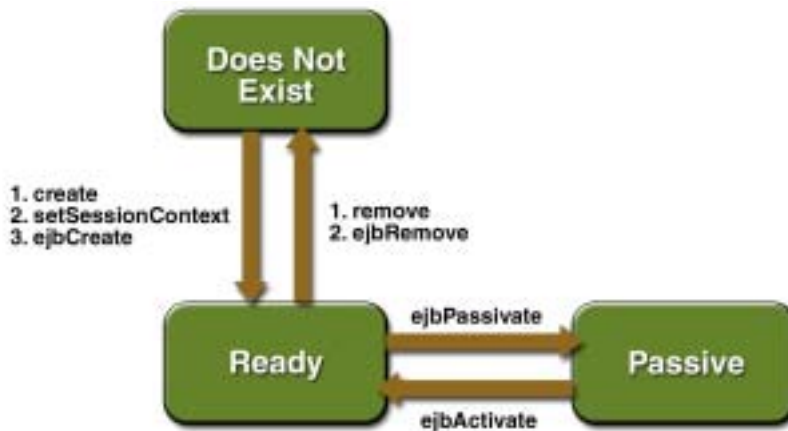 Does Not
Exist
1. create
2. setSessionContext
3. ejbCreate
1. remove
2. ejbRemove
ejbPassivate
Ready
Passive
ejbActivate